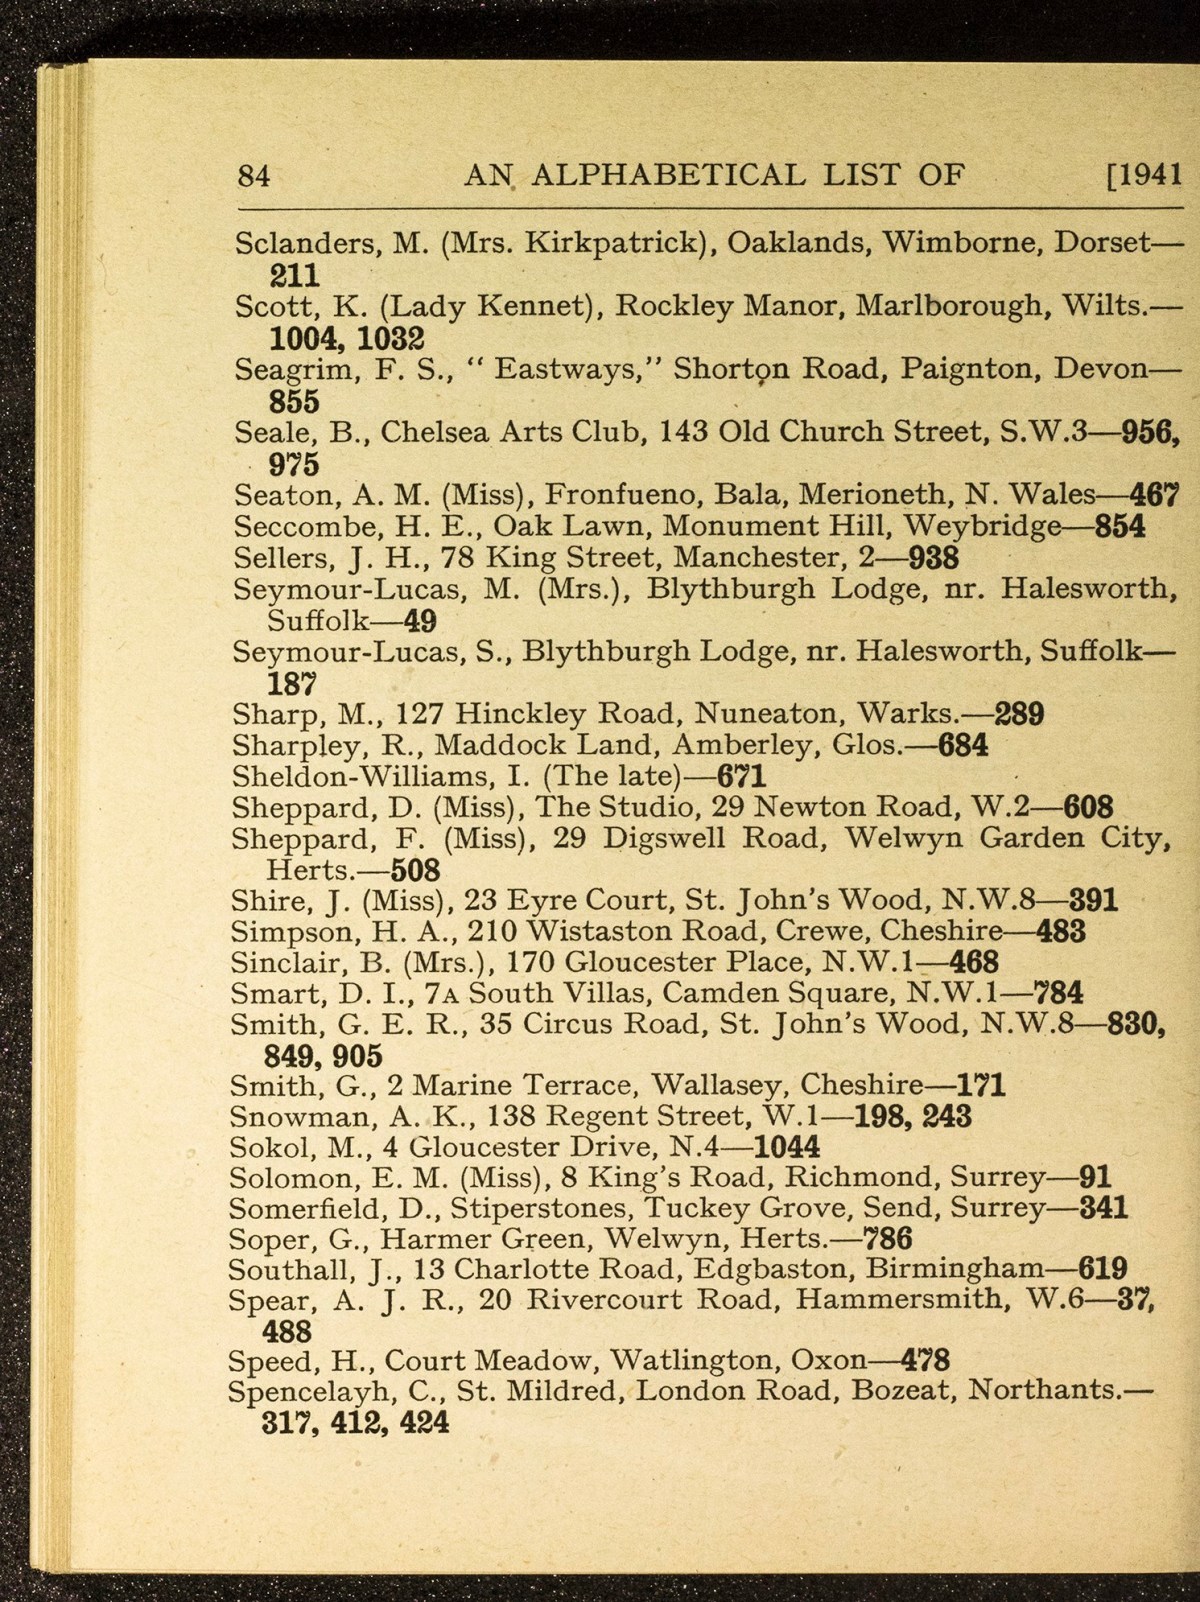 84 AN ALPHABETICAL LIST OF [1941
Sclanders, M. (Mrs. Kirkpatrick), Oaklands, Wimborne, Dorset—
211
Scott, K. (Lady Kennet), Rockley Manor, Marlborough, Wilts.—
1004, 1032
Seagrim, F. S., “ Eastways,” Shorton Road, Paignton, Devon—
855
Seale, B., Chelsea Arts Club, 143 Old Church Street, S.W.3—956,
975
Seaton, A. M. (Miss), Fronfueno, Bala, Merioneth, N. Wales—467
Seccombe, H. E., Oak Lawn, Monument Hill, Weybridge—854
Sellers, J. H., 78 King Street, Manchester, 2—938
Seymour-Lucas, M. (Mrs.), Blythburgh Lodge, nr. Halesworth,
Suffolk—49
Seymour-Lucas, S., Blythburgh Lodge, nr. Halesworth, Suffolk—
187
Sharp, M., 127 Hinckley Road, Nuneaton, Warks.—289
Sharpley, R., Maddock Land, Amberley, Glos.—684
Sheldon-Williams, I. (The late)—671
Sheppard, D. (Miss), The Studio, 29 Newton Road, W.2—608
Sheppard, F. (Miss), 29 Digswell Road, Welwyn Garden City,
Herts.—508
Shire, J. (Miss), 23 Eyre Court, St. John’s Wood, N.W.8—391
Simpson, H. A., 210 Wistaston Road, Crewe, Cheshire—483
Sinclair, B. (Mrs.), 170 Gloucester Place, N.W.1—468
Smart, D. I., 7A South Villas, Camden Square, N.W.1—784
Smith, G. E. R., 35 Circus Road, St. John’s Wood, N.W.8—830,
849, 905
Smith, G., 2 Marine Terrace, Wallasey, Cheshire—171
Snowman, A. K., 138 Regent Street, W.1—198, 243
Sokol, M., 4 Gloucester Drive, N.4—1044
Solomon, E. M. (Miss), 8 King’s Road, Richmond, Surrey—91
Somerfield, D., Stiperstones, Tuckey Grove, Send, Surrey—341
Soper, G., Harmer Green, Welwyn, Herts.—786
Southall, J., 13 Charlotte Road, Edgbaston, Birmingham—619
Spear, A. J. R., 20 Rivercourt Road, Hammersmith, W.6—37,
488
Speed, H., Court Meadow, Watlington, Oxon—478
Spencelayh, C., St. Mildred, London Road, Bozeat, Northants.—
317, 412, 424